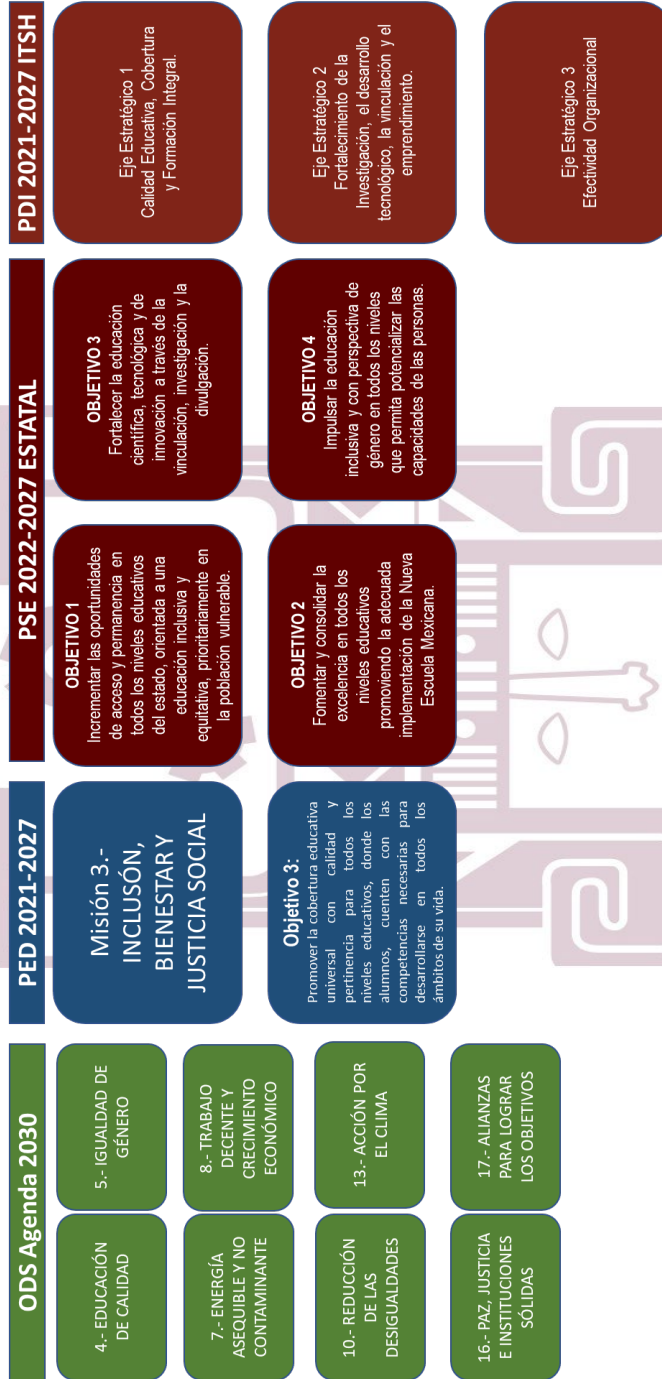 ODS Agenda 2030
4.- EDUCACIÓN
DE CALIDAD
5.- IGUALDAD DE
GÉNERO
7.- ENERGÍA
ASEQUIBLE Y NO
CONTAMINANTE
8.- TRABAJO
DECENTE Y
CRECIMIENTO
ECONÓMICO
10.- REDUCCIÓN
DE LAS
DESIGUALDADES
13.- ACCIÓN POR
EL CLIMA
16.- PAZ, JUSTICIA
E INSTITUCIONES
SÓLIDAS
17.- ALIANZAS
PARA LOGRAR
LOS OBJETIVOS
PED 2021-2027
Misión 3.-
INCLUSÓN,
BIENESTAR Y
JUSTICIA SOCIAL
Objetivo 3:
Promover la cobertura educativa
universal con calidad y
pertinencia para todos los
niveles educativos, donde los
alumnos, cuenten con las
competencias necesarias para
desarrollarse en todos los
ámbitos de su vida.
PSE 2022-2027 ESTATAL
OBJETIVO 1
Incrementar las oportunidades
de acceso y permanencia en
todos los niveles educativos
del estado, orientada a una
educación inclusiva y
equitativa, prioritariamente en
la población vulnerable.
OBJETIVO 3
Fortalecer la educación
científica, tecnológica y de
innovación a través de la
vinculación, investigación y la
divulgación.
OBJETIVO 2
Fomentar y consolidar la
excelencia en todos los
niveles educativos
promoviendo la adecuada
implementación de la Nueva
Escuela Mexicana.
OBJETIVO 4
Impulsar la educación
inclusiva y con perspectiva de
género en todos los niveles
que permita potencializar las
capacidades de las personas.
PDI 2021-2027 ITSH
Eje Estratégico 1
Calidad Educativa, Cobertura
y Formación Integral.
Eje Estratégico 2
Fortalecimiento de la
Investigación, el desarrollo
tecnológico, la vinculación y el
emprendimiento.
Eje Estratégico 3
Efectividad Organizacional